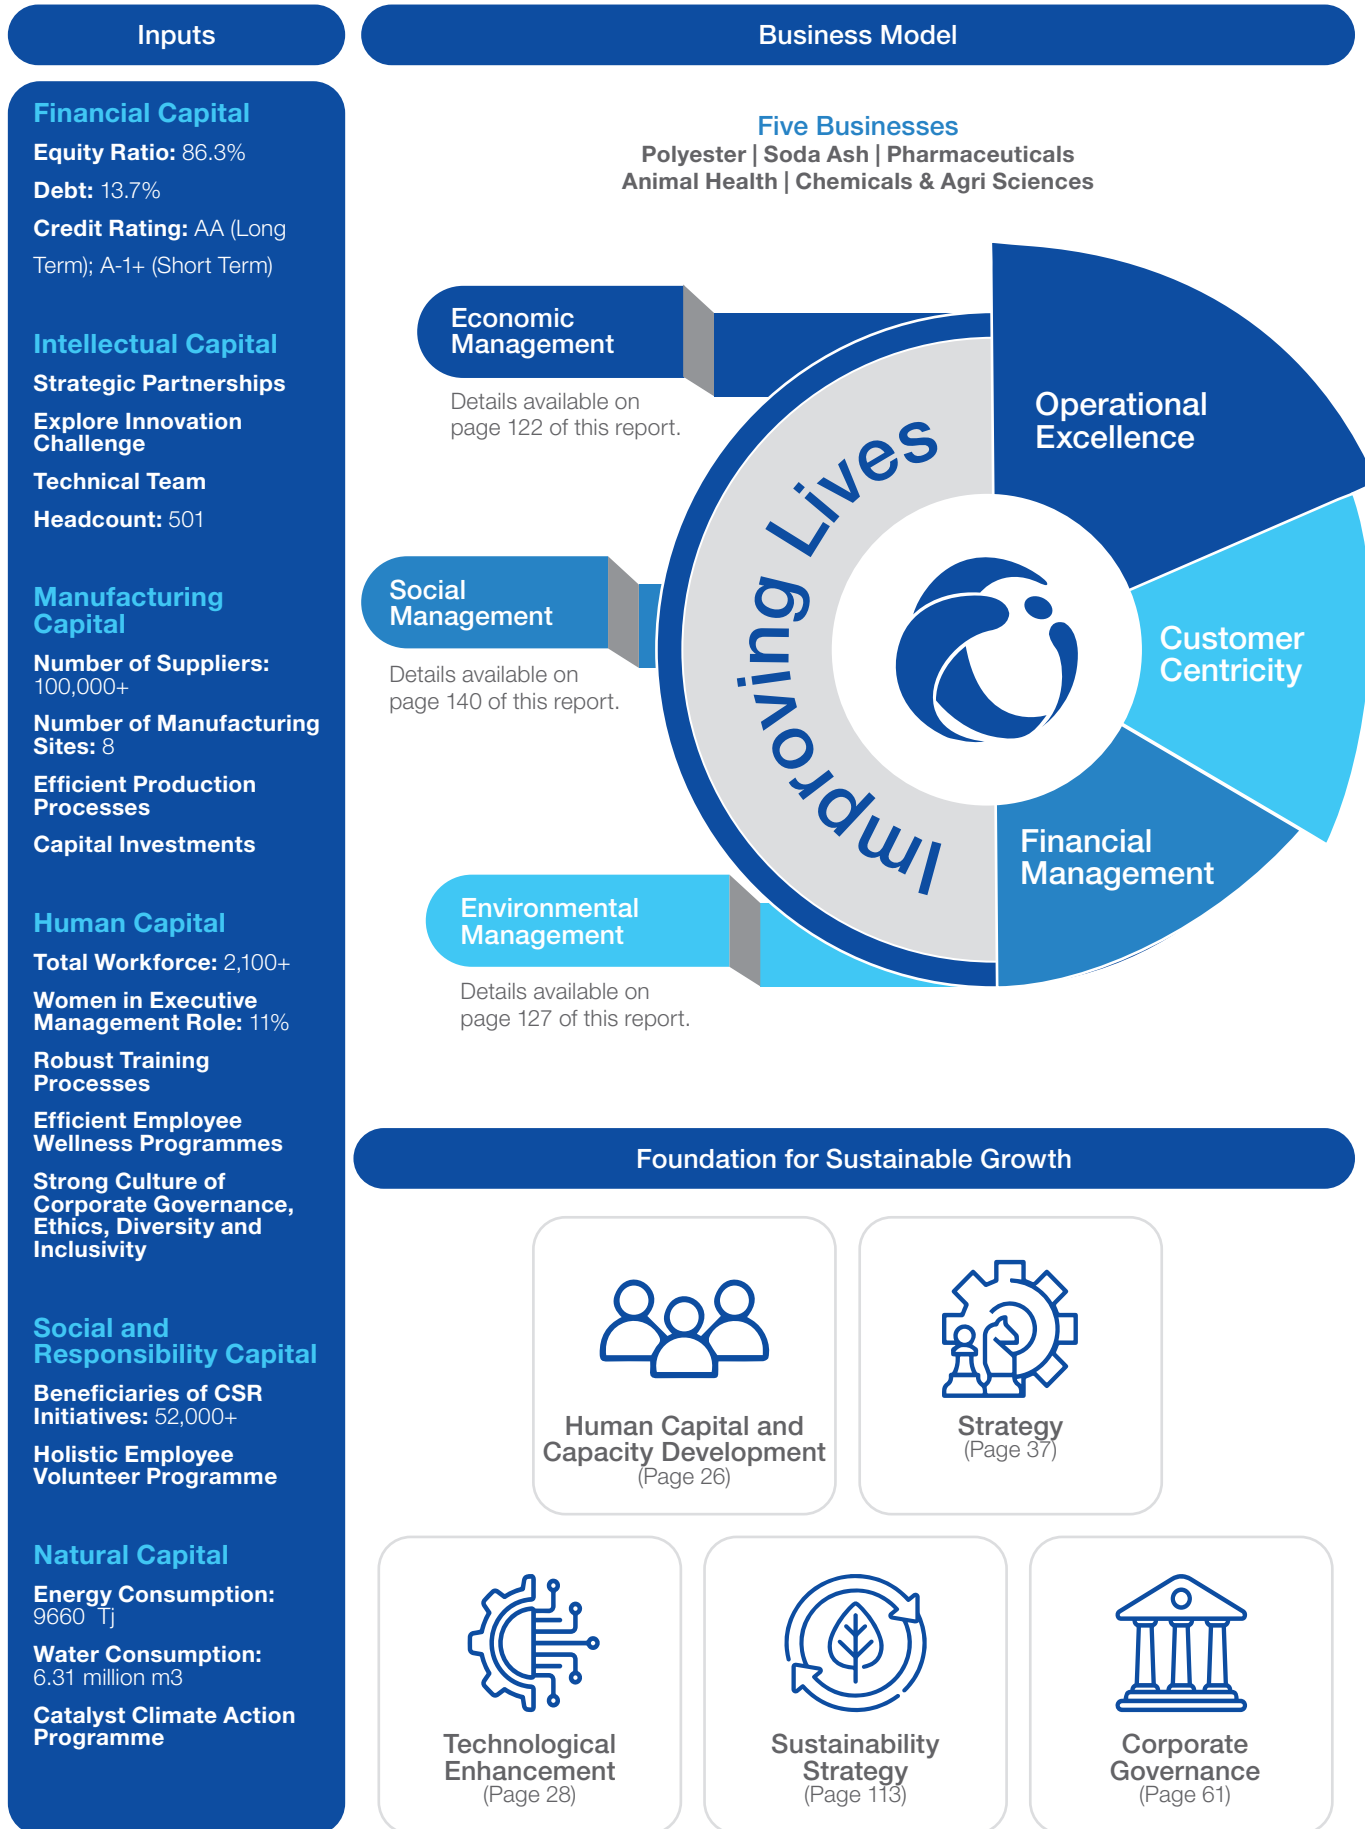 Inputs
Financial Capital
Equity Ratio: 86.3%
Debt: 13.7%
Credit Rating: AA (Long
Term); A-1+ (Short Term)
Intellectual Capital
Strategic Partnerships
Explore Innovation
Challenge
Technical Team
Headcount: 501
Manufacturing
Capital
Number of Suppliers:
100,000+
Number of Manufacturing
Sites: 8
Efficient Production
Processes
Capital Investments
Human Capital
Total Workforce: 2,100+
Women in Executive
Management Role: 11%
Robust Training
Processes
Efficient Employee
Wellness Programmes
Strong Culture of
Corporate Governance,
Ethics, Diversity and
Inclusivity
Social and
Responsibility Capital
Beneficiaries of CSR
Initiatives: 52,000+
Holistic Employee
Volunteer Programme
Natural Capital
Energy Consumption:
9660 Tj
Water Consumption:
6.31 million m3
Catalyst Climate Action
Programme
Business Model
Five Businesses
Polyester | Soda Ash | Pharmaceuticals
Animal Health | Chemicals & Agri Sciences
Economic
Management
Details available on
page 122 of this report.
Social
Management
Details available on
page 140 of this report.
Environmental
Management
Details available on
page 127 of this report.
Improving Lives
Operational
Excellence
Customer
Centricity
Financial
Management
Foundation for Sustainable Growth
Human Capital and
Capacity Development
(Page 26)
Strategy
(Page 37)
Technological
Enhancement
(Page 28)
Sustainability
Strategy
(Page 113)
Corporate
Governance
(Page 61)